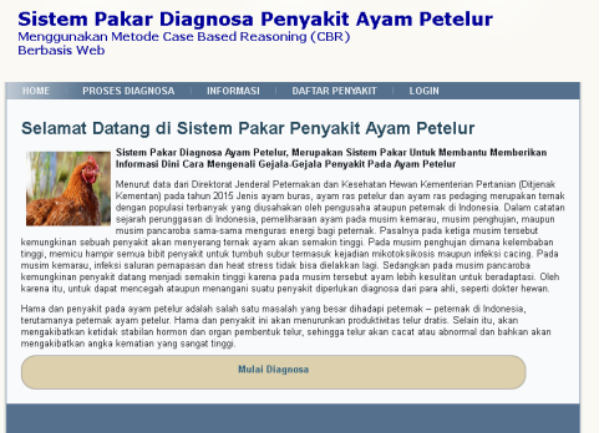 Sistem Pakar Diagnosa Penyakit Ayam Petelur
Menggunakan Metode Case Based Reasoning (CBR)
Berbasis Web
HOME PROSES DIAGNOSA INFORMASI DAFTAR PENYAKIT LOGIN
Selamat Datang di Sistem Pakar Penyakit Ayam Petelur
Sistem Pakar Diagnosa Ayam Petelur, Merupakan Sistem Pakar Untuk Membantu Memberikan
Informasi Dini Cara Mengenali Gejala-Gejala Penyakit Pada Ayam Petelur
Menurut data dari Direktorat Jenderal Peternakan dan Kesehatan Hewan Kementerian Pertanian (Ditjenak
Kementan) pada tahun 2015 Jenis ayam buras, ayam ras petelur dan ayam ras pedaging merupakan ternak
dengan populasi terbanyak yang diusahakan oleh pengusaha ataupun peternak di Indonesia. Dalam catatan
sejarah perunggasan di Indonesia, pemeliharaan ayam pada musim kemarau, musim penghujan, maupun
musim pancaroba sama-sama menguras energi bagi peternak. Pasalnya pada ketiga musim tersebut
kemungkinan sebuah penyakit akan menyerang ternak ayam akan semakin tinggi. Pada musim penghujan dimana kelembaban
tinggi, memicu hampir semua bibit penyakit untuk tumbuh subur termasuk kejadian mikotoksikosis maupun infeksi cacing. Pada
musim kemarau, infeksi saluran pernapasan dan heat stress tidak bisa dielakkan lagi. Sedangkan pada musim pancaroba
kemungkinan penyakit datang menjadi semakin tinggi karena pada musim tersebut ayam lebih kesulitan untuk beradaptasi. Oleh
karena itu, untuk dapat mencegah ataupun menangani suatu penyakit diperlukan diagnosa dari para ahli, seperti dokter hewan.
Hama dan penyakit pada ayam petelur adalah salah satu masalah yang besar dihadapi peternak – peternak di Indonesia,
terutamanya peternak ayam petelur. Hama dan penyakit ini akan menurunkan produktivitas telur dratis. Selain itu, akan
mengakibatkan ketidak stabilan hormon dan organ pembentuk telur, sehingga telur akan cacat atau abnormal dan bahkan akan
mengakibatkan angka kematian yang sangat tinggi.
Mulai Diagnosa